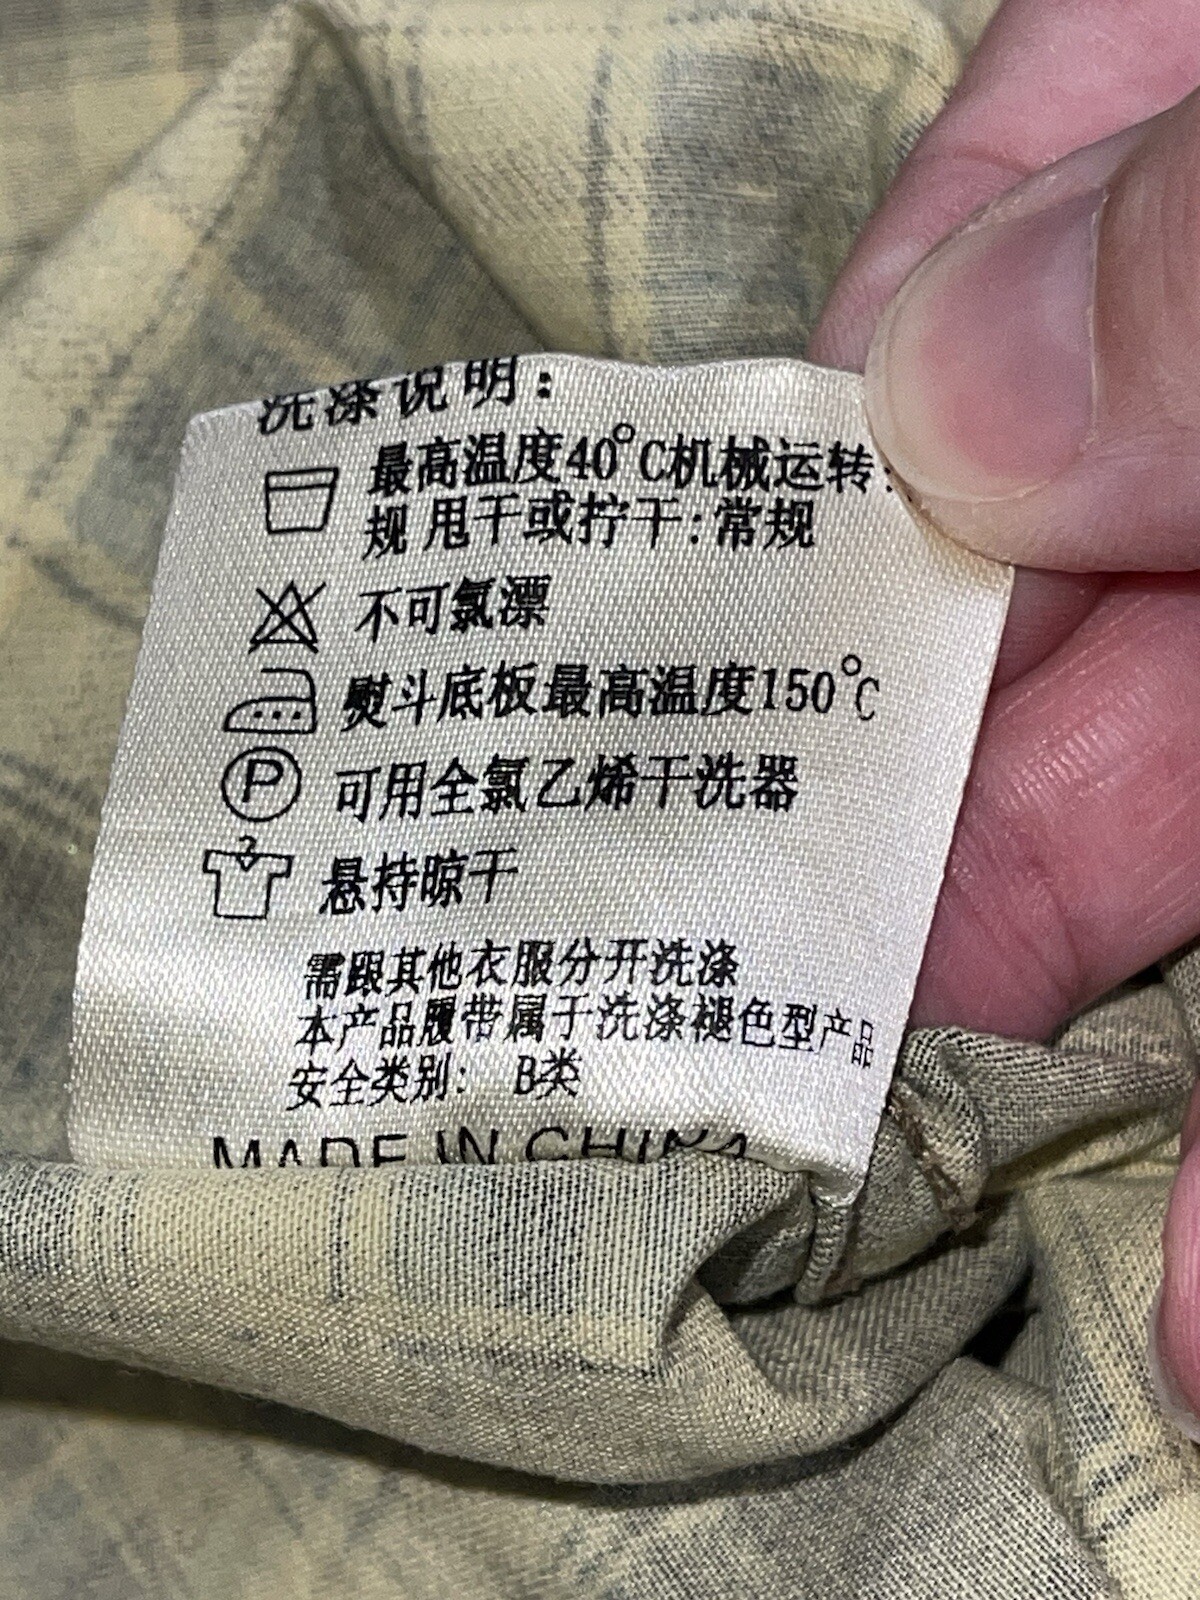 洗涤说明：
最高温度40°C机械运转：
规 甩干或拧干：常规
不可氯漂
熨斗底板最高温度150°C
P
可用全氯乙烯干洗器
悬持晾干
需跟其他衣服分开洗涤
本产品履带属于洗涤褪色型产品
安全类别： B类
MADE IN CHINA